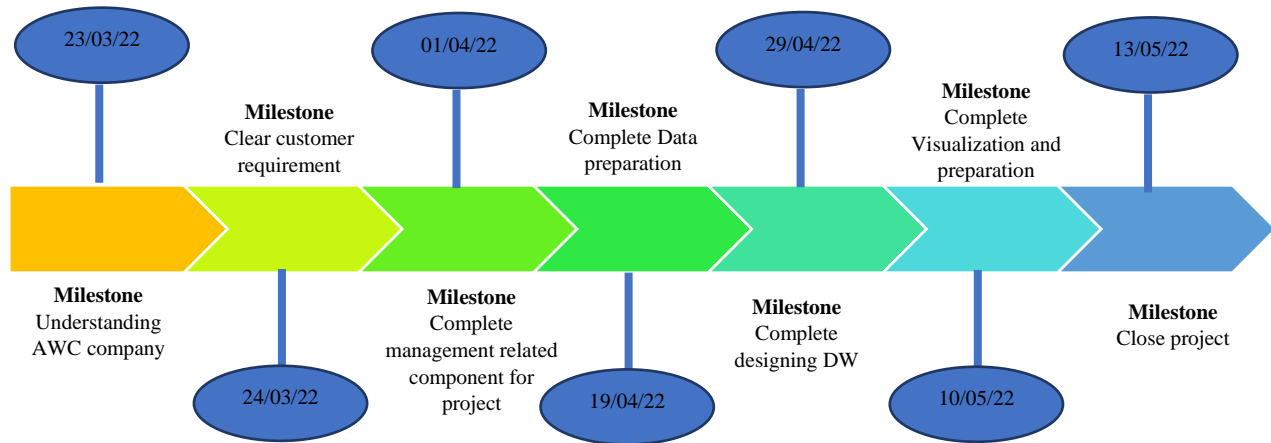 23/03/22
01/04/22
29/04/22
13/05/22
Milestone
Clear customer
requirement
Milestone
Complete Data
preparation
Milestone
Complete
Visualization and
preparation
Milestone
Understanding
AWC company
Milestone
Complete
management related
component for
project
Milestone
Complete
designing DW
Milestone
Close project
24/03/22
19/04/22
10/05/22